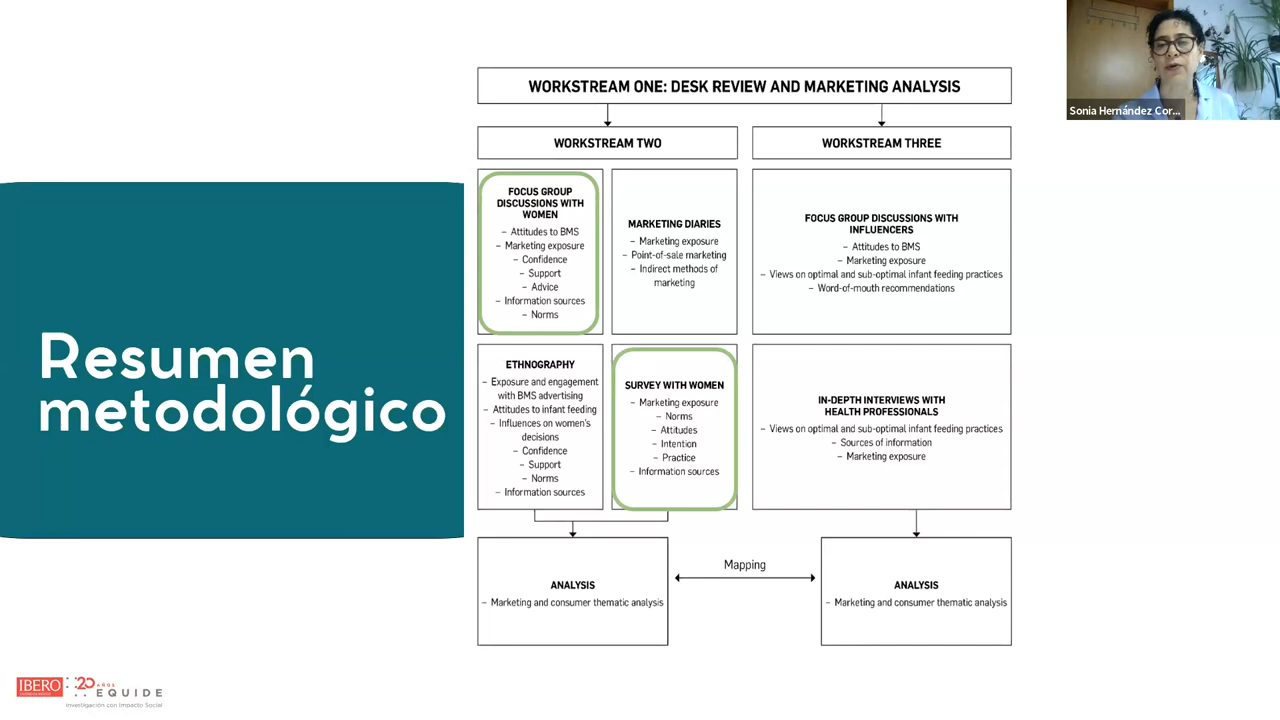 Resumen
metodológico
WORKSTREAM ONE: DESK REVIEW AND MARKETING ANALYSIS
WORKSTREAM TWO
FOCUS GROUP
DISCUSSIONS WITH
WOMEN
– Attitudes to BMS
– Marketing exposure
– Confidence
– Support
– Advice
– Information sources
– Norms
MARKETING DIARIES
– Marketing exposure
– Point-of-sale marketing
– Indirect methods of
marketing
ETHNOGRAPHY
– Exposure and engagement
with BMS advertising
– Attitudes to infant feeding
– Influences on women's
decisions
– Confidence
– Support
– Norms
– Information sources
SURVEY WITH WOMEN
– Marketing exposure
– Norms
– Attitudes
– Intention
– Practice
– Information sources
WORKSTREAM THREE
FOCUS GROUP DISCUSSIONS WITH
INFLUENCERS
– Attitudes to BMS
– Marketing exposure
– Views on optimal and sub-optimal infant feeding practices
– Word-of-mouth recommendations
IN-DEPTH INTERVIEWS WITH
HEALTH PROFESSIONALS
– Views on optimal and sub-optimal infant feeding practices
– Sources of information
– Marketing exposure
ANALYSIS
– Marketing and consumer thematic analysis
Mapping
ANALYSIS
– Marketing and consumer thematic analysis
Sonia Hernández Cor...
IBERO
20 AÑOS
EQUIDE
Investigación con Impacto Social